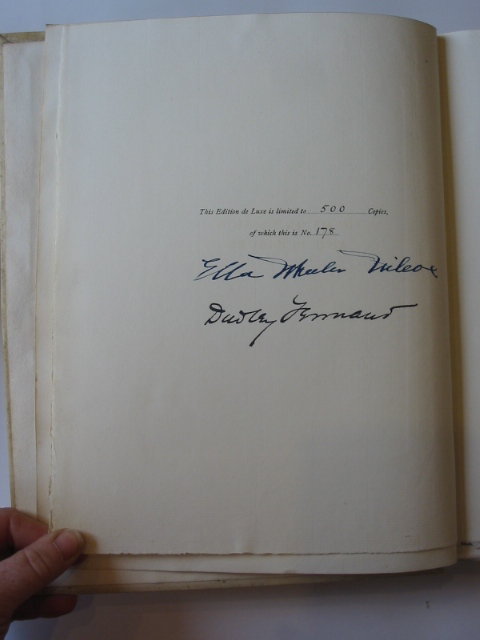 This Edition de Luxe is limited to 500 Copies,
of which this is No. 178
Ella Wheeler Wilcox
Dudley Tennant